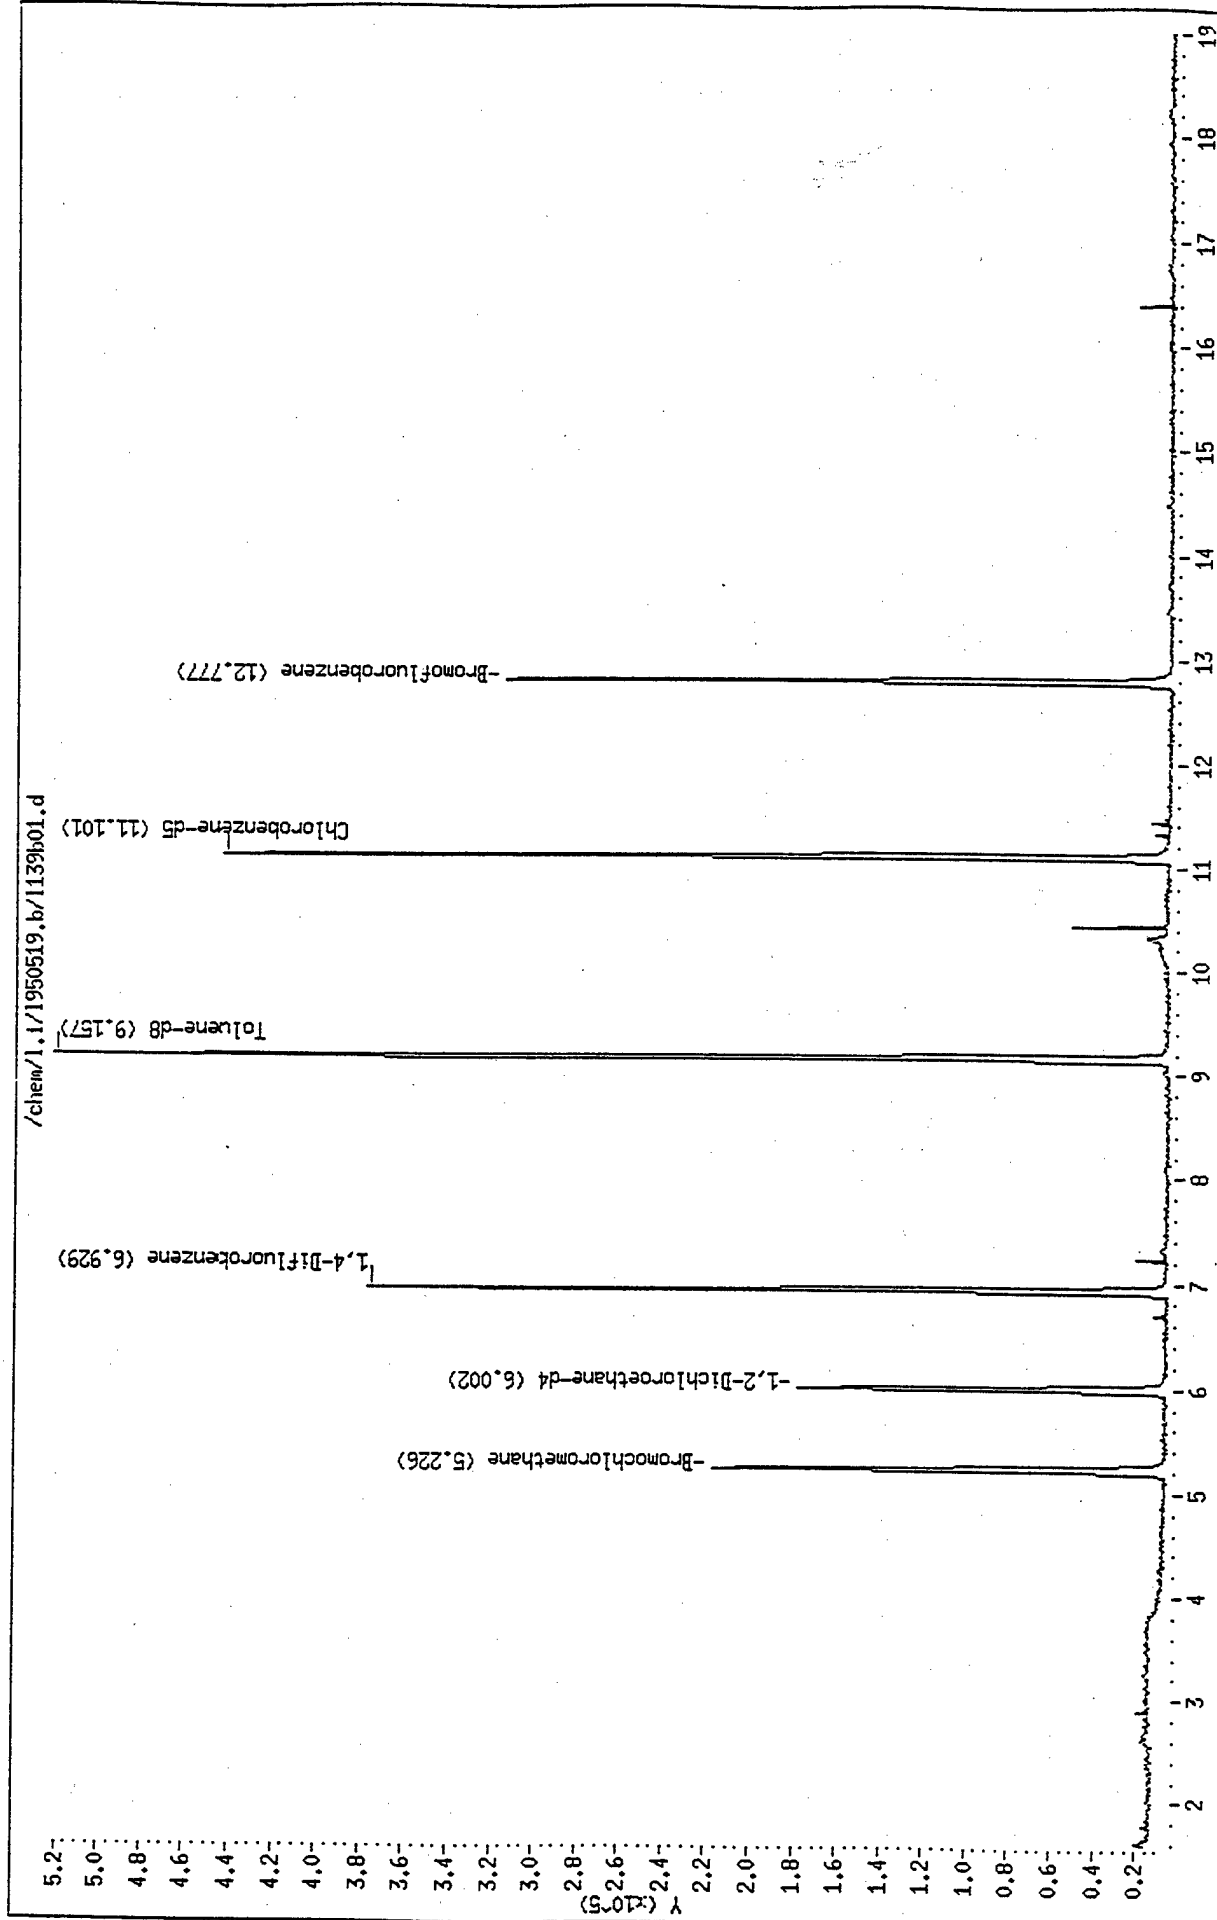 /chem/l.i/l950519.b/l139b01.d
Y (x10^5)
5.2
5.0
4.8
4.6
4.4
4.2
4.0
3.8
3.6
3.4
3.2
3.0
2.8
2.6
2.4
2.2
2.0
1.8
1.6
1.4
1.2
1.0
0.8
0.6
0.4
0.2
-Bromochloromethane (5.226)
-1,2-Dichloroethane-d4 (6.002)
1,4-Difluorobenzene (6.929)
Toluene-d8 (9.157)
Chlorobenzene-d5 (11.101)
-Bromofluorobenzene (12.777)
2 3 4 5 6 7 8 9 10 11 12 13 14 15 16 17 18 19